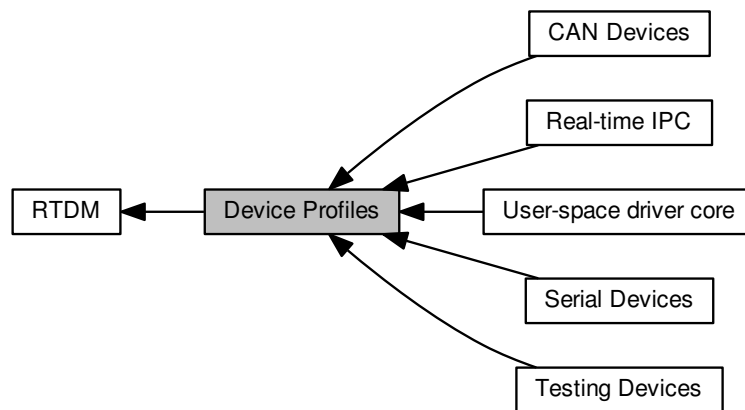 CAN Devices
Real-time IPC
RTDM
Device Profiles
User-space driver core
Serial Devices
Testing Devices